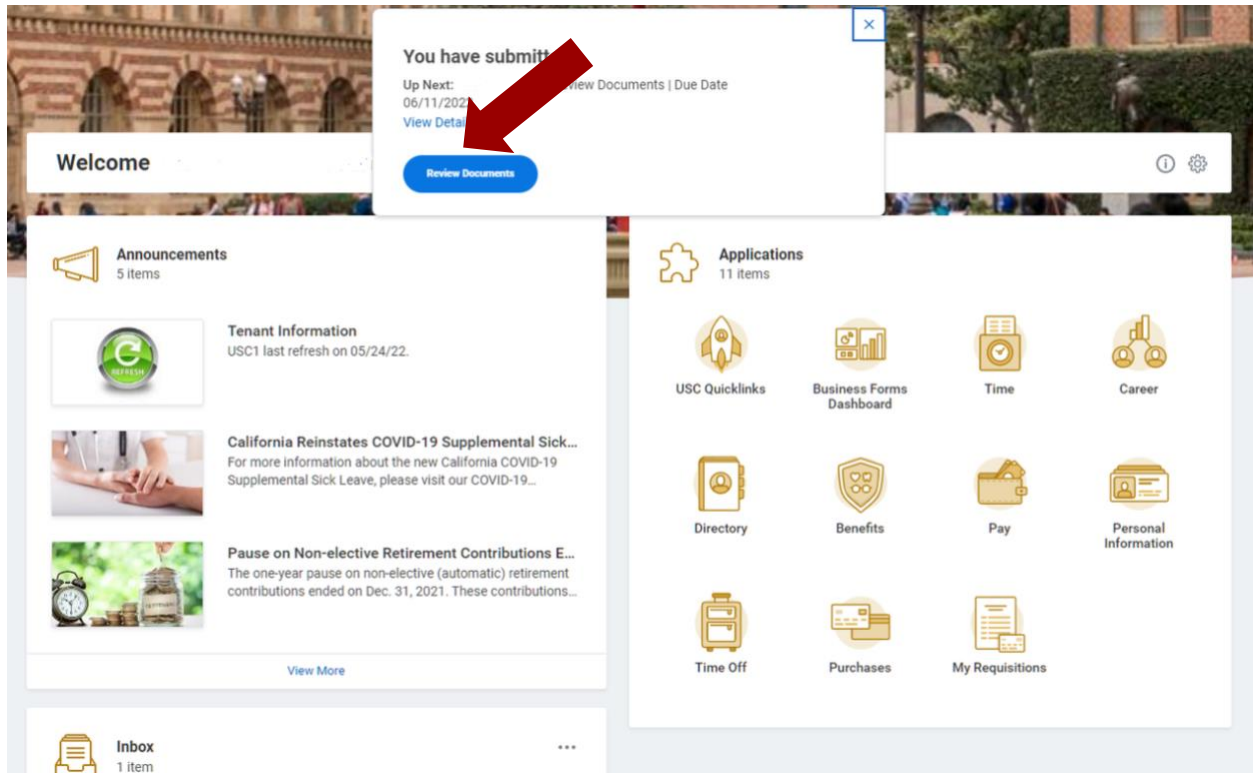 You have submitt
Up Next:
view Documents | Due Date
06/11/202
View Detai
Review Documents
Welcome
Announcements
5 items
REFRESH
Tenant Information
USC1 last refresh on 05/24/22.
California Reinstates COVID-19 Supplemental Sick...
For more information about the new California COVID-19
Supplemental Sick Leave, please visit our COVID-19...
Pause on Non-elective Retirement Contributions E...
The one-year pause on non-elective (automatic) retirement
contributions ended on Dec. 31, 2021. These contributions...
View More
Inbox
1 item
Applications
11 items
USC Quicklinks
Business Forms
Dashboard
Time
Career
Directory
Benefits
Pay
Personal
Information
Time Off
Purchases
My Requisitions